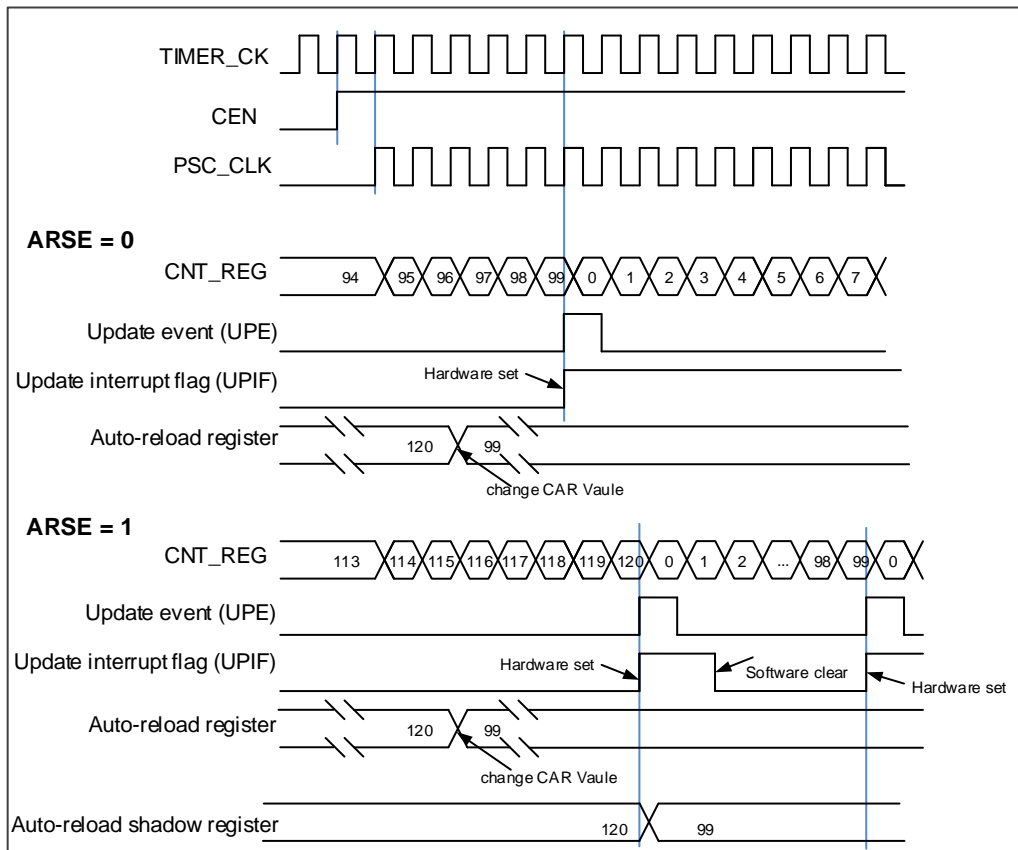 TIMER_CK
CEN
PSC_CLK
ARSE = 0
CNT_REG 94 95 96 97 98 99 0 1 2 3 4 5 6 7
Update event (UPE)
Update interrupt flag (UPIF) Hardware set
Auto-reload register 120 99
change CAR Vaule
ARSE = 1
CNT_REG 113 114 115 116 117 118 119 120 0 1 2 ... 98 99 0
Update event (UPE)
Update interrupt flag (UPIF) Hardware set Software clear Hardware set
Auto-reload register 120 99
change CAR Vaule
Auto-reload shadow register 120 99